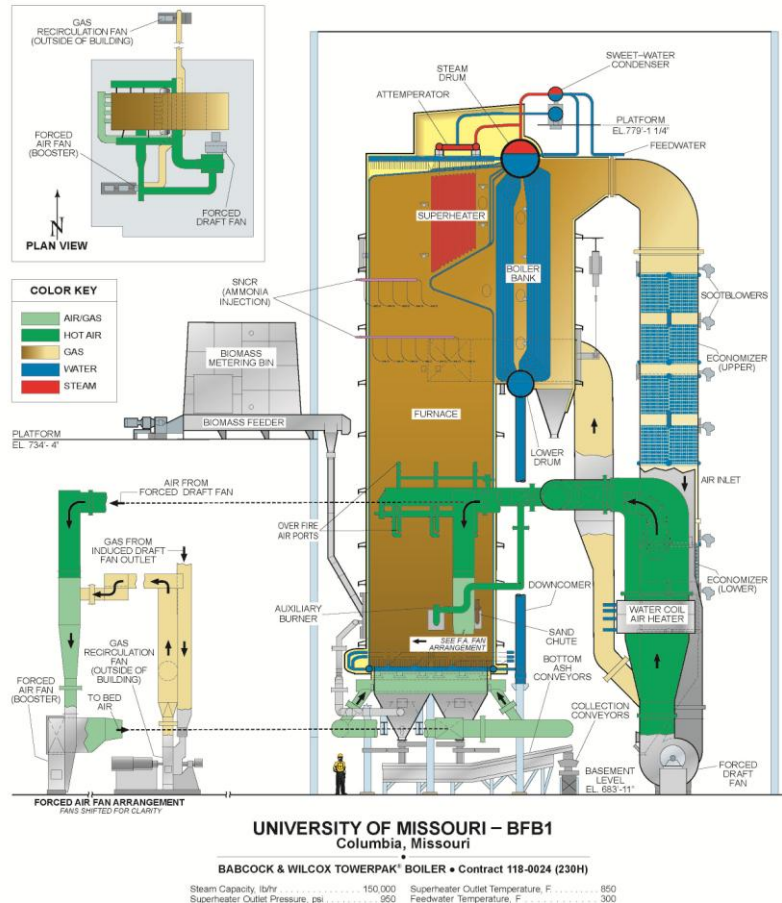 GAS
RECIRCULATION FAN
(OUTSIDE OF BUILDING)
FORCED
AIR FAN
(BOOSTER)
FORCED
DRAFT FAN
N
PLAN VIEW
COLOR KEY
AIR/GAS
HOT AIR
GAS
WATER
STEAM
STEAM
DRUM
ATTEMPERATOR
SWEET-WATER
CONDENSER
PLATFORM
EL.779'-1 1/4"
FEEDWATER
SUPERHEATER
BOILER
BANK
SNCR
(AMMONIA
INJECTION)
SOOTBLOWERS
ECONOMIZER
(UPPER)
BIOMASS
METERING BIN
BIOMASS FEEDER
FURNACE
LOWER
DRUM
PLATFORM
EL. 734'- 4"
AIR FROM
FORCED DRAFT FAN
AIR INLET
OVER FIRE
AIR PORTS
GAS FROM
INDUCED DRAFT
FAN OUTLET
ECONOMIZER
(LOWER)
DOWNCOMER
WATER COIL
AIR HEATER
AUXILIARY
BURNER
SAND
CHUTE
SEE F.A. FAN
ARRANGEMENT
GAS
RECIRCULATION
FAN
(OUTSIDE OF
BUILDING)
BOTTOM
ASH
CONVEYORS
FORCED
AIR FAN
(BOOSTER)
TO BED
AIR
COLLECTION
CONVEYORS
BASEMENT
LEVEL
EL. 683'-11"
FORCED
DRAFT
FAN
FORCED AIR FAN ARRANGEMENT
FANS SHIFTED FOR CLARITY
UNIVERSITY OF MISSOURI – BFB1
Columbia, Missouri
BABCOCK & WILCOX TOWERPAK® BOILER • Contract 118-0024 (230H)
Steam Capacity, lb/hr . . . . . . . . . . . . . . 150,000 Superheater Outlet Temperature, F . . . . . . . . . 850
Superheater Outlet Pressure, psi . . . . . . . . . . 950 Feedwater Temperature, F . . . . . . . . . . . . . . 300